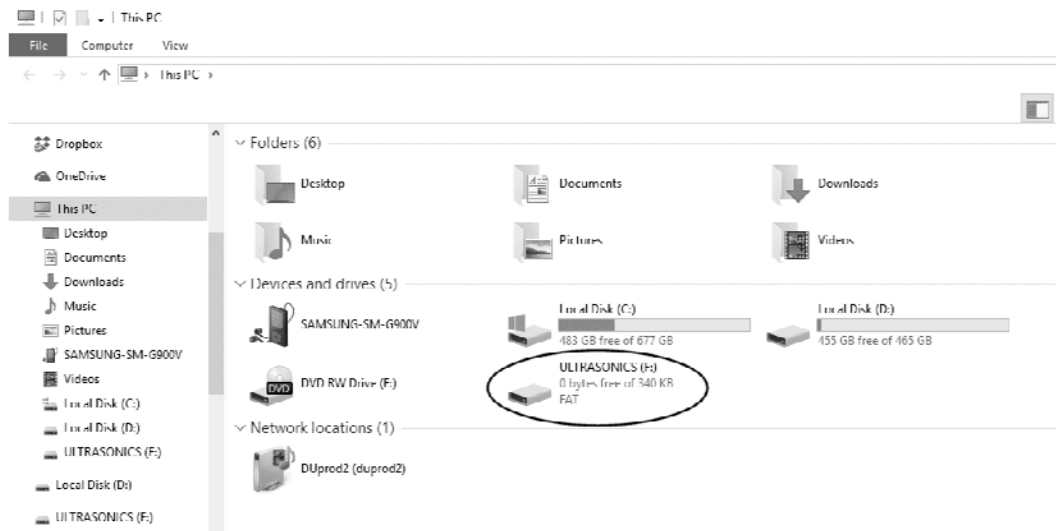 This PC
File Computer View
This PC
Dropbox
OneDrive
This PC
Desktop
Documents
Downloads
Music
Pictures
SAMSUNG-SM-G900V
Videos
Local Disk (C:)
Local Disk (D:)
ULTRASONICS (F:)
Local Disk (D:)
ULTRASONICS (F:)
Folders (6)
Desktop
Documents
Downloads
Music
Pictures
Videos
Devices and drives (5)
SAMSUNG-SM-G900V
Local Disk (C:)
483 GB free of 677 GB
Local Disk (D:)
455 GB free of 465 GB
DVD RW Drive (E:)
DVD
ULTRASONICS (F:)
0 bytes free of 340 KB
FAT
Network locations (1)
DUprod2 (duprod2)